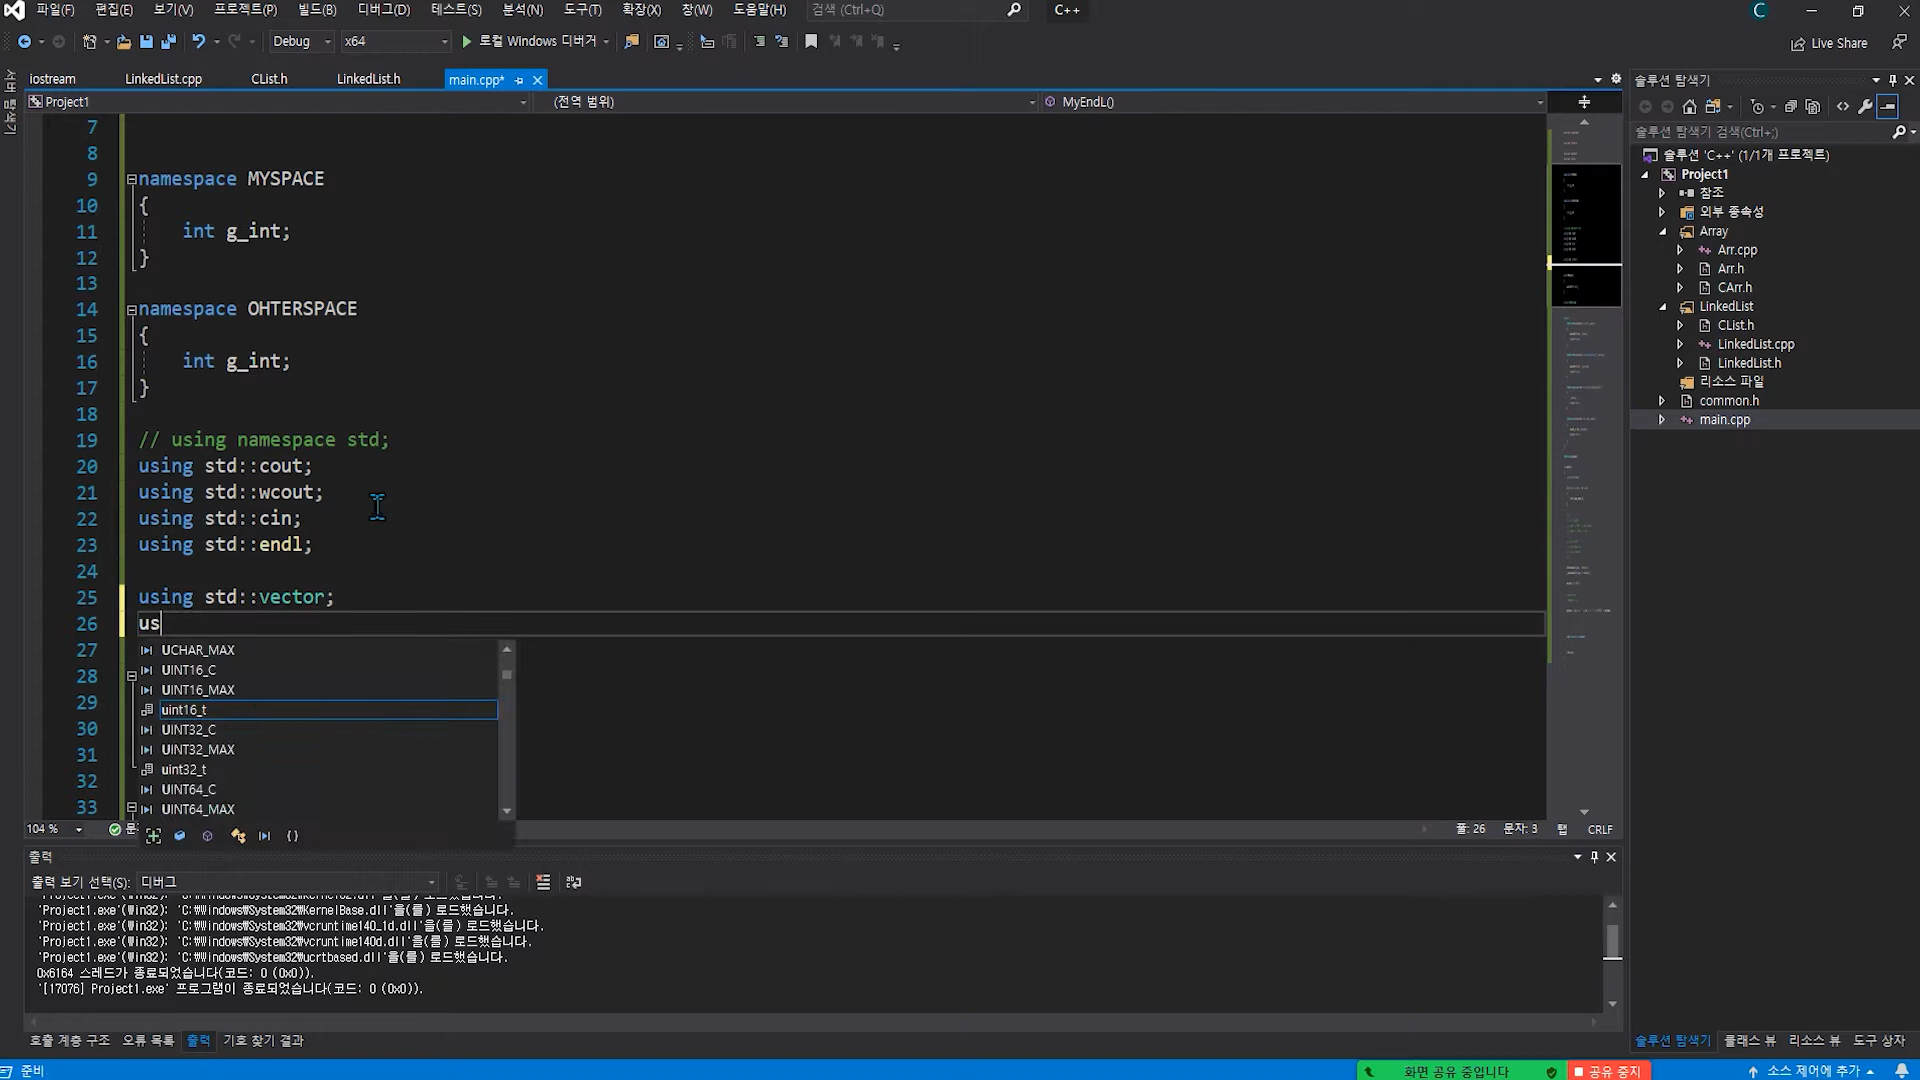 파일(F) 편집(E) 보기(V) 프로젝트(P) 빌드(B) 디버그(D) 테스트(S) 분석(N) 도구(T) 확장(X) 창(W) 도움말(H) 검색 (Ctrl+Q) C++ C
Debug x64 로컬 Windows 디버거 Live Share
서버 탐색기
iostream LinkedList.cpp CList.h LinkedList.h main.cpp*
Project1 (전역 범위) MyEndL()
7
8
9 namespace MYSPACE
10 {
11 int g_int;
12 }
13
14 namespace OHTERSPACE
15 {
16 int g_int;
17 }
18
19 // using namespace std;
20 using std::cout;
21 using std::wcout;
22 using std::cin;
23 using std::endl;
24
25 using std::vector;
26 us
27
28
29
30
31
32
33
UCHAR_MAX
UINT16_C
UINT16_MAX
uint16_t
UINT32_C
UINT32_MAX
uint32_t
UINT64_C
UINT64_MAX
104 % 줄: 26 문자: 3 탭 CRLF
출력
출력 보기 선택(S): 디버그
'Project1.exe'(Win32): 'C:\Windows\System32\KernelBase.dll'을(를) 로드했습니다.
'Project1.exe'(Win32): 'C:\Windows\System32\vcruntime140_1d.dll'을(를) 로드했습니다.
'Project1.exe'(Win32): 'C:\Windows\System32\vcruntime140d.dll'을(를) 로드했습니다.
'Project1.exe'(Win32): 'C:\Windows\System32\ucrtbased.dll'을(를) 로드했습니다.
0x6164 스레드가 종료되었습니다(코드: 0 (0x0)).
'[17076] Project1.exe' 프로그램이 종료되었습니다(코드: 0 (0x0)).
호출 계층 구조 오류 목록 출력 기호 찾기 결과
솔루션 탐색기
솔루션 탐색기 검색(Ctrl+;)
솔루션 'C++' (1/1개 프로젝트)
Project1
참조
외부 종속성
Array
Arr.cpp
Arr.h
CArr.h
LinkedList
CList.h
LinkedList.cpp
LinkedList.h
리소스 파일
common.h
main.cpp
솔루션 탐색기 클래스 뷰 리소스 뷰 도구 상자
준비 화면 공유 중입니다 공유 중지 소스 제어에 추가